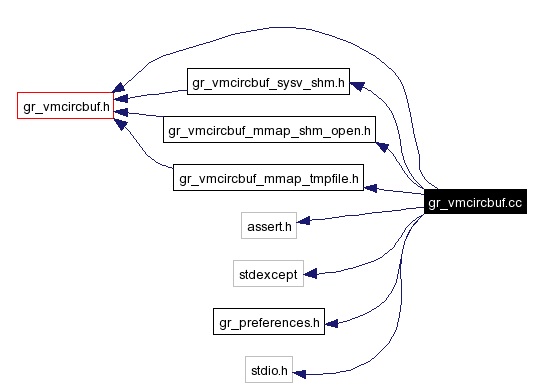 gr_vmcircbuf_sysv_shm.h
gr_vmcircbuf.h
gr_vmcircbuf_mmap_shm_open.h
gr_vmcircbuf_mmap_tmpfile.h
gr_vmcircbuf.cc
assert.h
stdexcept
gr_preferences.h
stdio.h